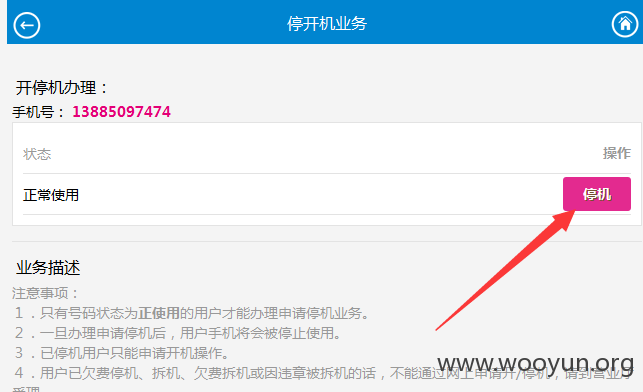 停开机业务
开停机办理：
手机号： 13885097474
状态 操作
正常使用 停机
业务描述
注意事项：
１．只有号码状态为正使用的用户才能办理申请停机业务。
２．一旦办理申请停机后，用户手机将会被停止使用。
３．已停机用户只能申请开机操作。
４．用户已欠费停机、拆机、欠费拆机或因违章被拆机的话，不能通过网上申请开/停机，请到营业厅
www.wooyun.org